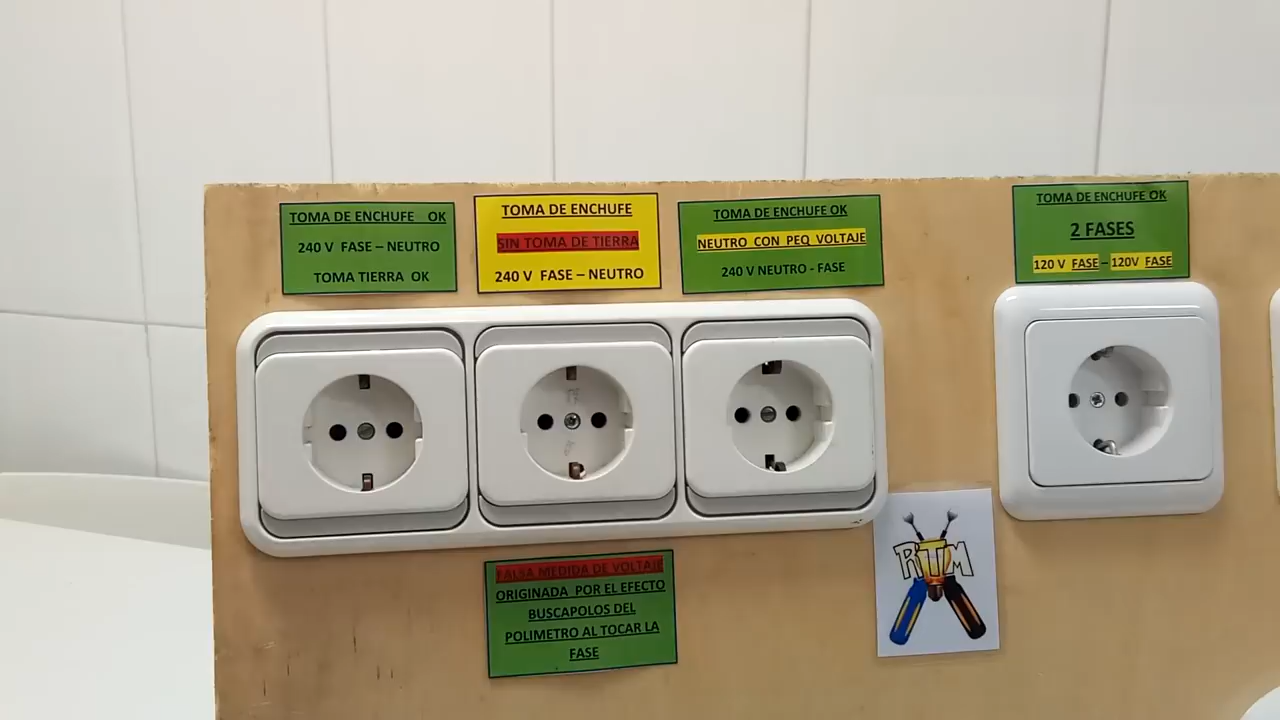 TOMA DE ENCHUFE OK
240 V FASE – NEUTRO
TOMA TIERRA OK
TOMA DE ENCHUFE
SIN TOMA DE TIERRA
240 V FASE – NEUTRO
TOMA DE ENCHUFE OK
NEUTRO CON PEQ VOLTAJE
240 V NEUTRO - FASE
TOMA DE ENCHUFE OK
2 FASES
120 V FASE – 120V FASE
FALSA MEDIDA DE VOLTAJE
ORIGINADA POR EL EFECTO
BUSCAPOLOS DEL
POLIMETRO AL TOCAR LA
FASE
RTM